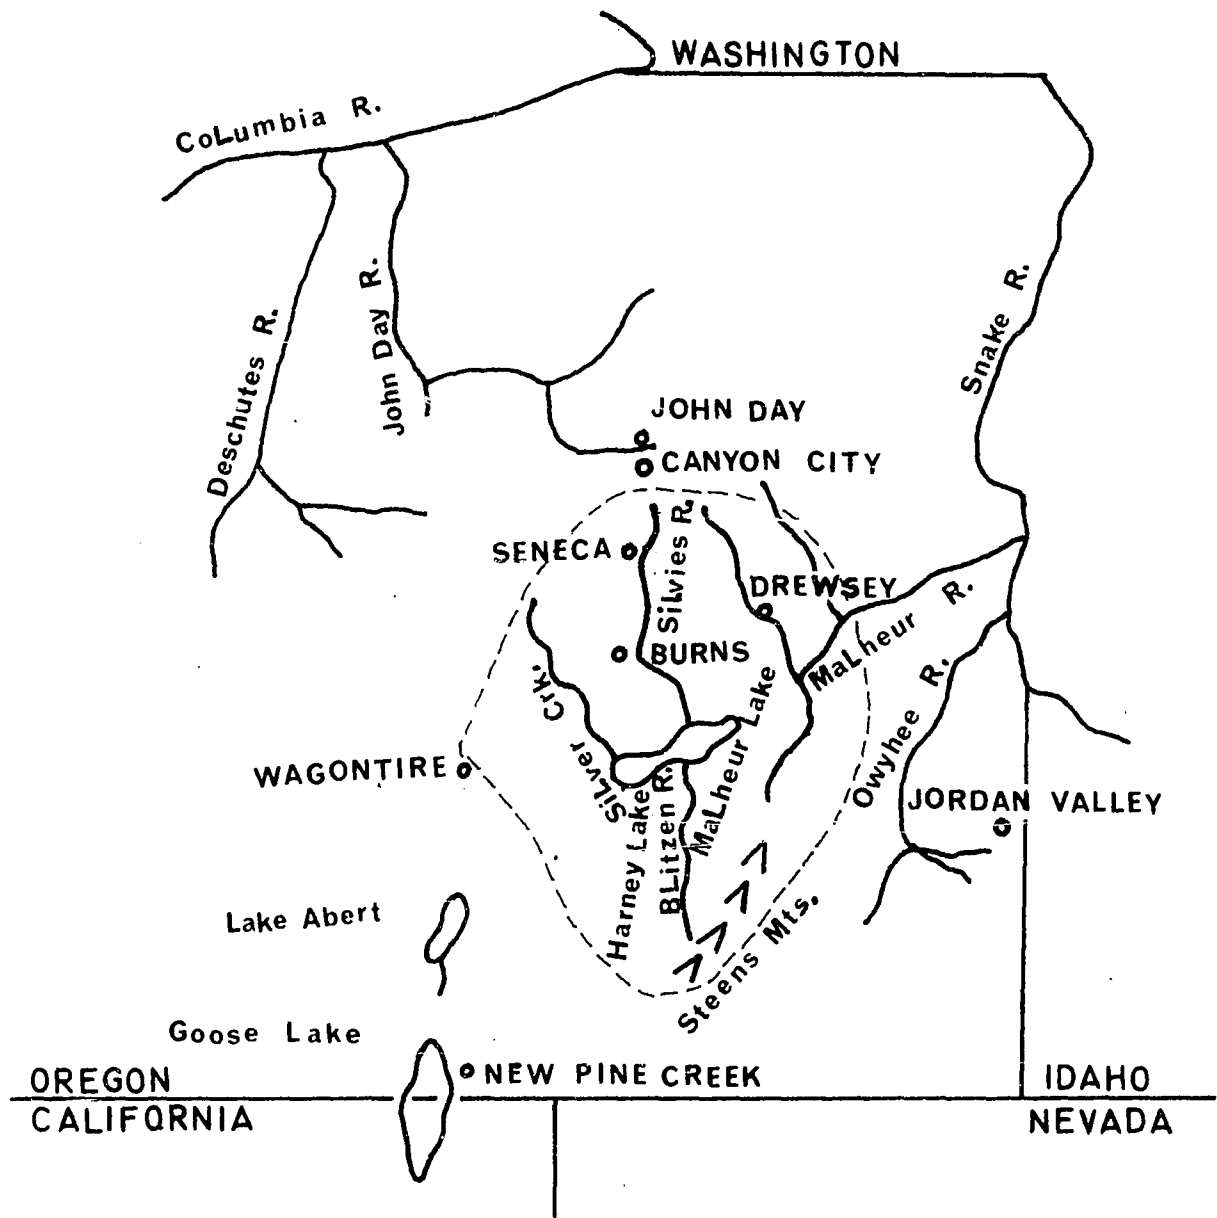 WASHINGTON
CoLumbia R.
Snake R.
John Day R.
Deschutes R.
JOHN DAY
CANYON CITY
SENECA
Silvies R.
DREWSEY
MaLheur R.
BURNS
Silver Crk.
MaLheur Lake
Owyhee R.
WAGONTIRE
JORDAN VALLEY
Harney Lake
BLitzen R.
Steens Mts.
Lake Abert
Goose Lake
NEW PINE CREEK
OREGON
IDAHO
CALIFORNIA
NEVADA